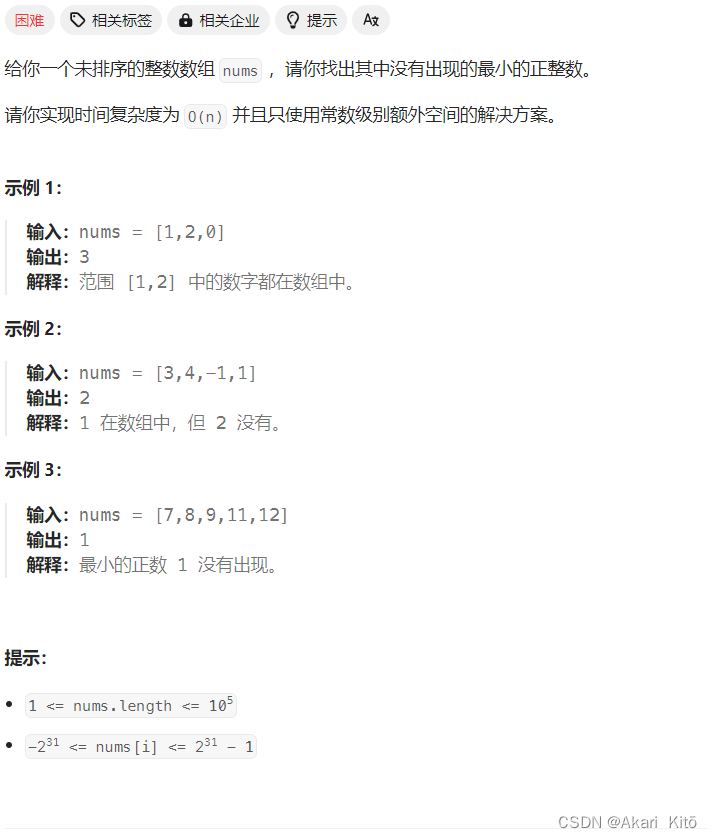 困难 相关标签 相关企业 提示
给你一个未排序的整数数组 nums ，请你找出其中没有出现的最小的正整数。
请你实现时间复杂度为 O(n) 并且只使用常数级别额外空间的解决方案。
示例 1：
输入：nums = [1,2,0]
输出：3
解释：范围 [1,2] 中的数字都在数组中。
示例 2：
输入：nums = [3,4,-1,1]
输出：2
解释：1 在数组中，但 2 没有。
示例 3：
输入：nums = [7,8,9,11,12]
输出：1
解释：最小的正数 1 没有出现。
提示：
• 1 <= nums.length <= 10⁵
• -2³¹ <= nums[i] <= 2³¹ - 1
CSDN @Akari_Kitō